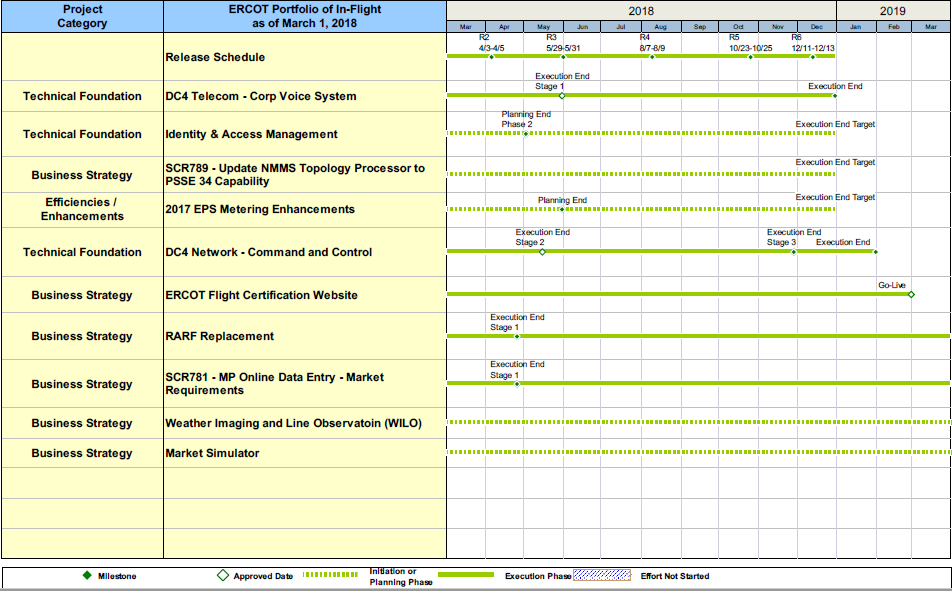 Project
Category
ERCOT Portfolio of In-Flight
as of March 1, 2018
2018
2019
Mar Apr May Jun Jul Aug Sep Oct Nov Dec Jan Feb Mar
Release Schedule
R2
4/3-4/5
R3
5/29-5/31
R4
8/7-8/9
R5
10/23-10/25
R6
12/11-12/13
Technical Foundation
DC4 Telecom - Corp Voice System
Execution End
Stage 1
Execution End
Technical Foundation
Identity & Access Management
Planning End
Phase 2
Execution End Target
Business Strategy
SCR789 - Update NMMS Topology Processor to
PSSE 34 Capability
Execution End Target
Efficiencies /
Enhancements
2017 EPS Metering Enhancements
Planning End
Execution End Target
Technical Foundation
DC4 Network - Command and Control
Execution End
Stage 2
Execution End
Stage 3
Execution End
Business Strategy
ERCOT Flight Certification Website
Go-Live
Business Strategy
RARF Replacement
Execution End
Stage 1
Business Strategy
SCR781 - MP Online Data Entry - Market
Requirements
Execution End
Stage 1
Business Strategy
Weather Imaging and Line Observatoin (WILO)
Business Strategy
Market Simulator
Milestone
Approved Date
Initiation or
Planning Phase
Execution Phase
Effort Not Started